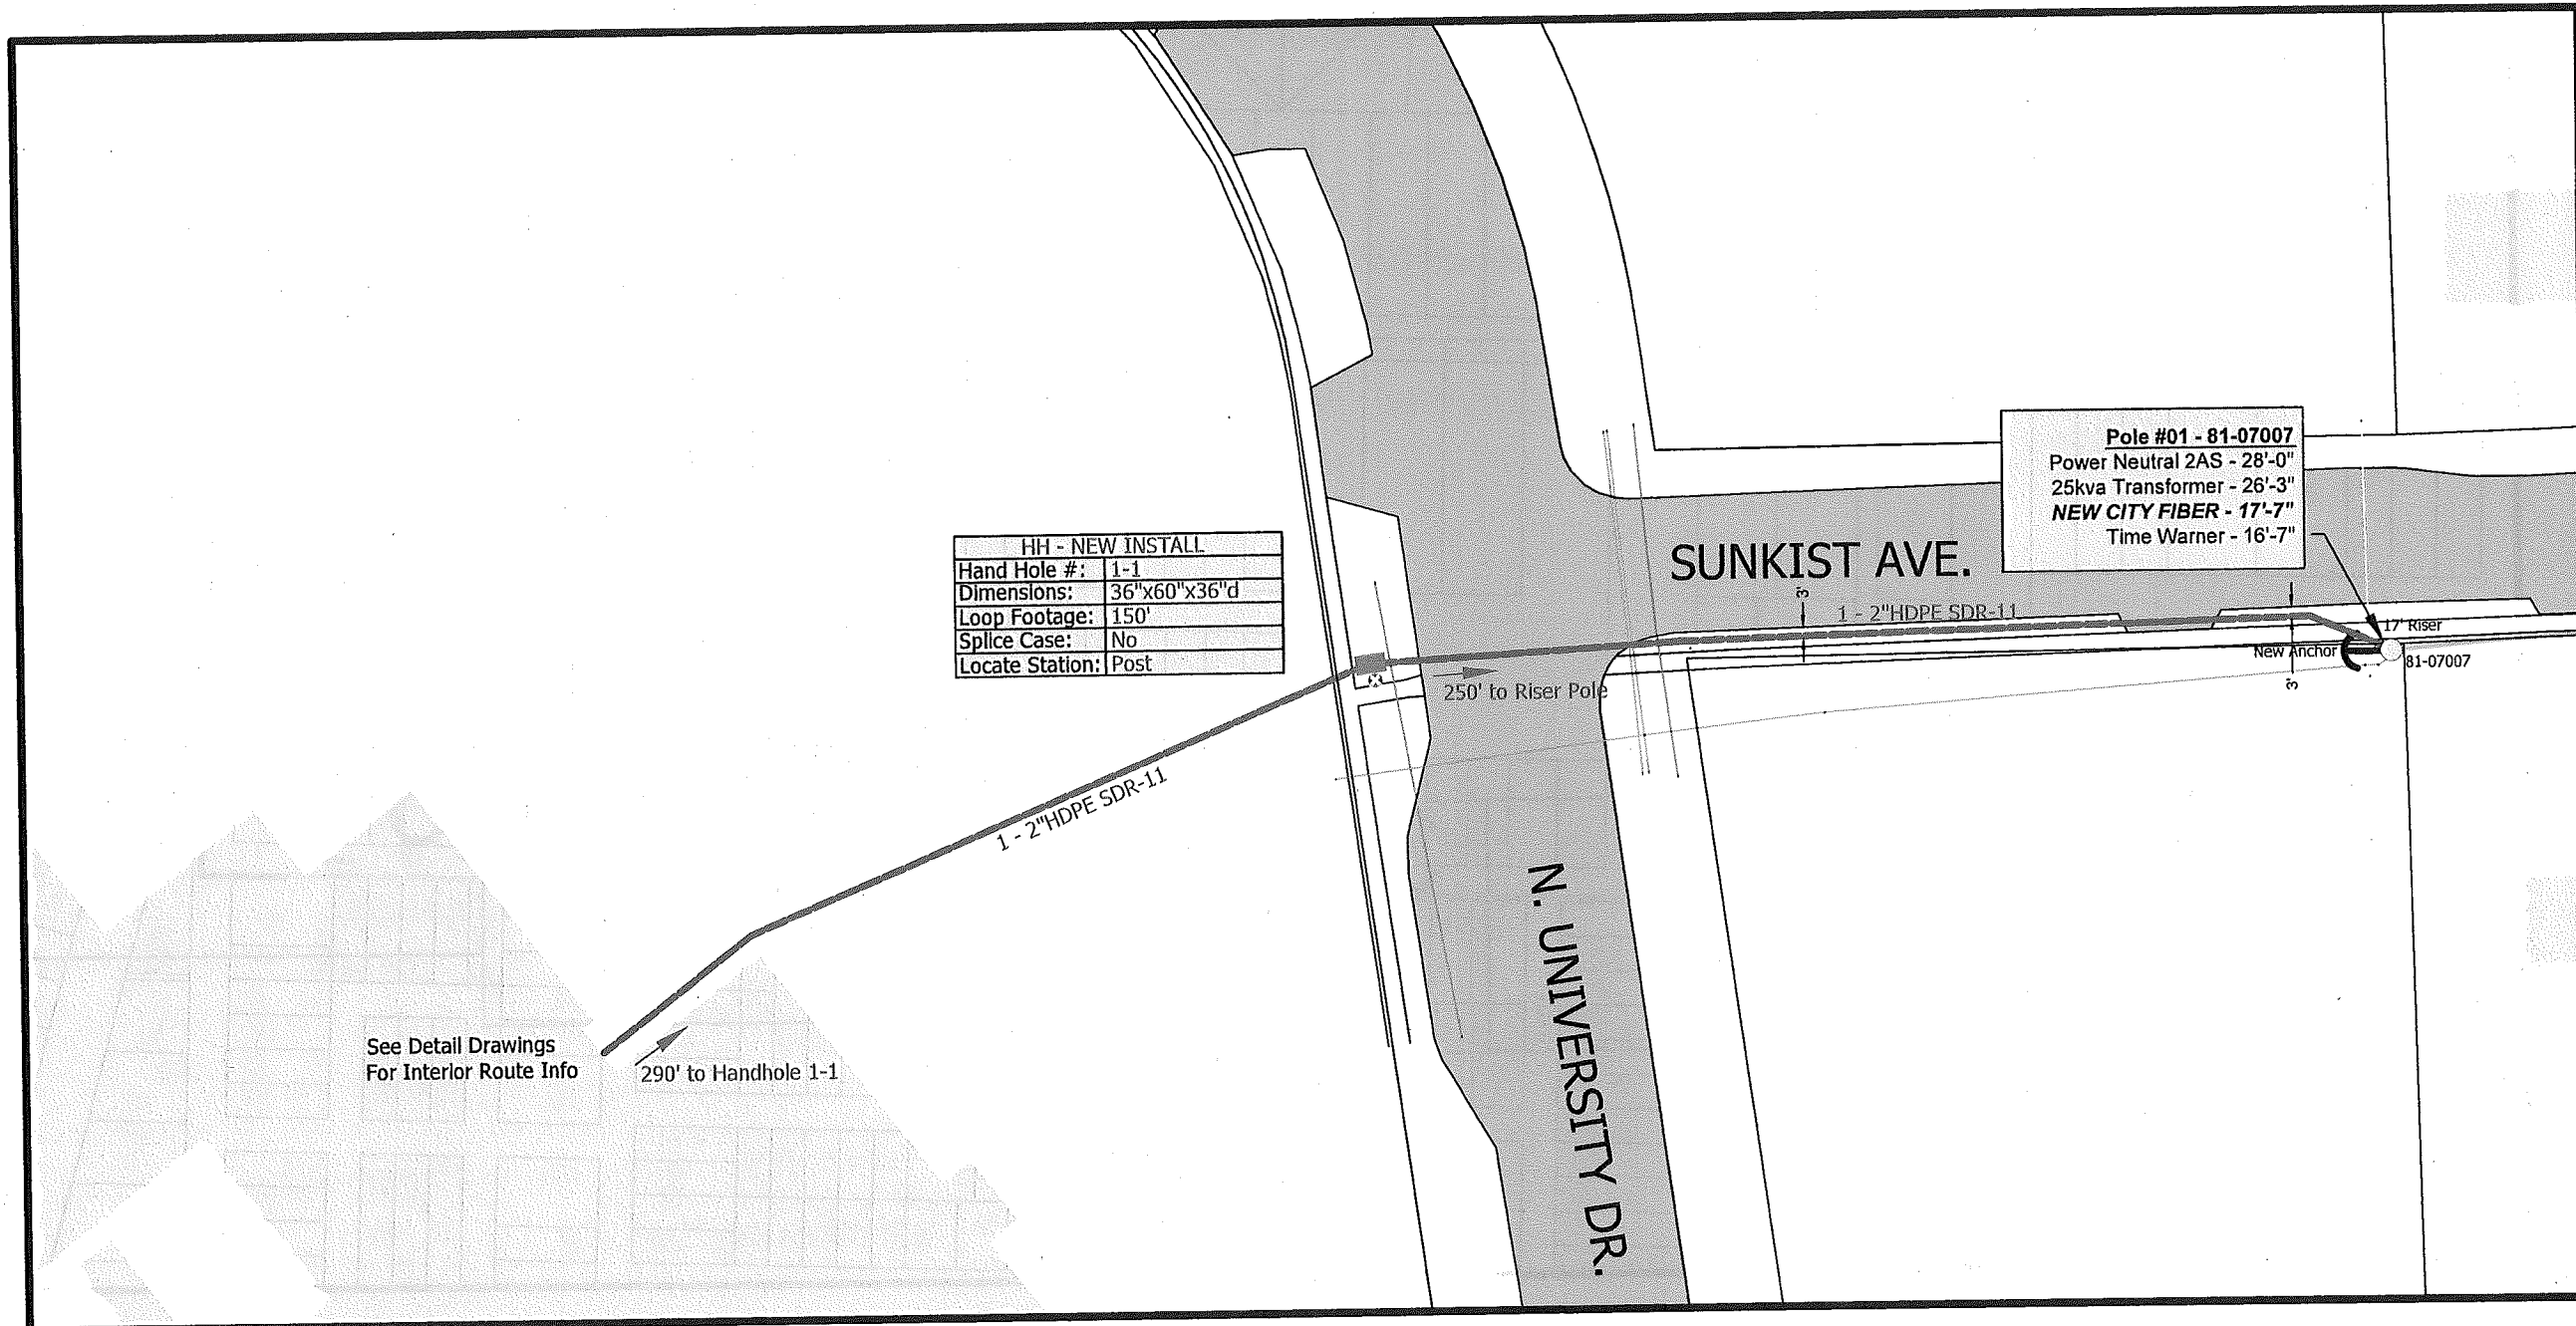 HH - NEW INSTALL
Hand Hole #: 1-1
Dimensions: 36"x60"x36"d
Loop Footage: 150'
Splice Case: No
Locate Station: Post
Pole #01 - 81-07007
Power Neutral 2AS - 28'-0"
25kva Transformer - 26'-3"
NEW CITY FIBER - 17'-7"
Time Warner - 16'-7"
SUNKIST AVE.
3'
1 - 2"HDPE SDR-11
17' Riser
New Anchor
81-07007
3'
250' to Riser Pole
1 - 2"HDPE SDR-11
N. UNIVERSITY DR.
See Detail Drawings
For Interior Route Info
290' to Handhole 1-1